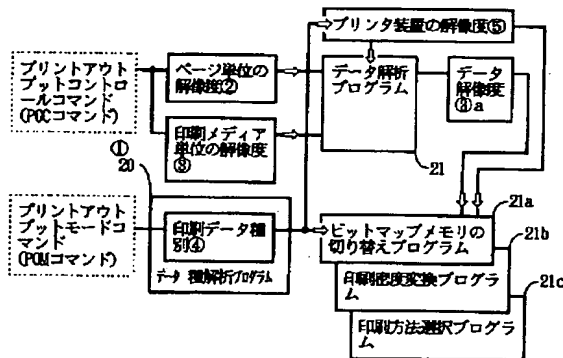 プリンタ装置の解像度⑤
プリントアウト
プットコントロ
ールコマンド
(POCコマンド)
ページ単位の
解像度②
データ解析
プログラム
データ
解像度
③a
印刷メディア
単位の解像度
③
①
20
21
プリントアウト
プットモードコ
マンド
(POMコマンド)
印刷データ種
別④
データ種解析プログラム
21a
ビットマップメモリの
切り替えプログラム
21b
印刷密度変換プログラ
ム
21c
印刷方法選択プログラ
ム